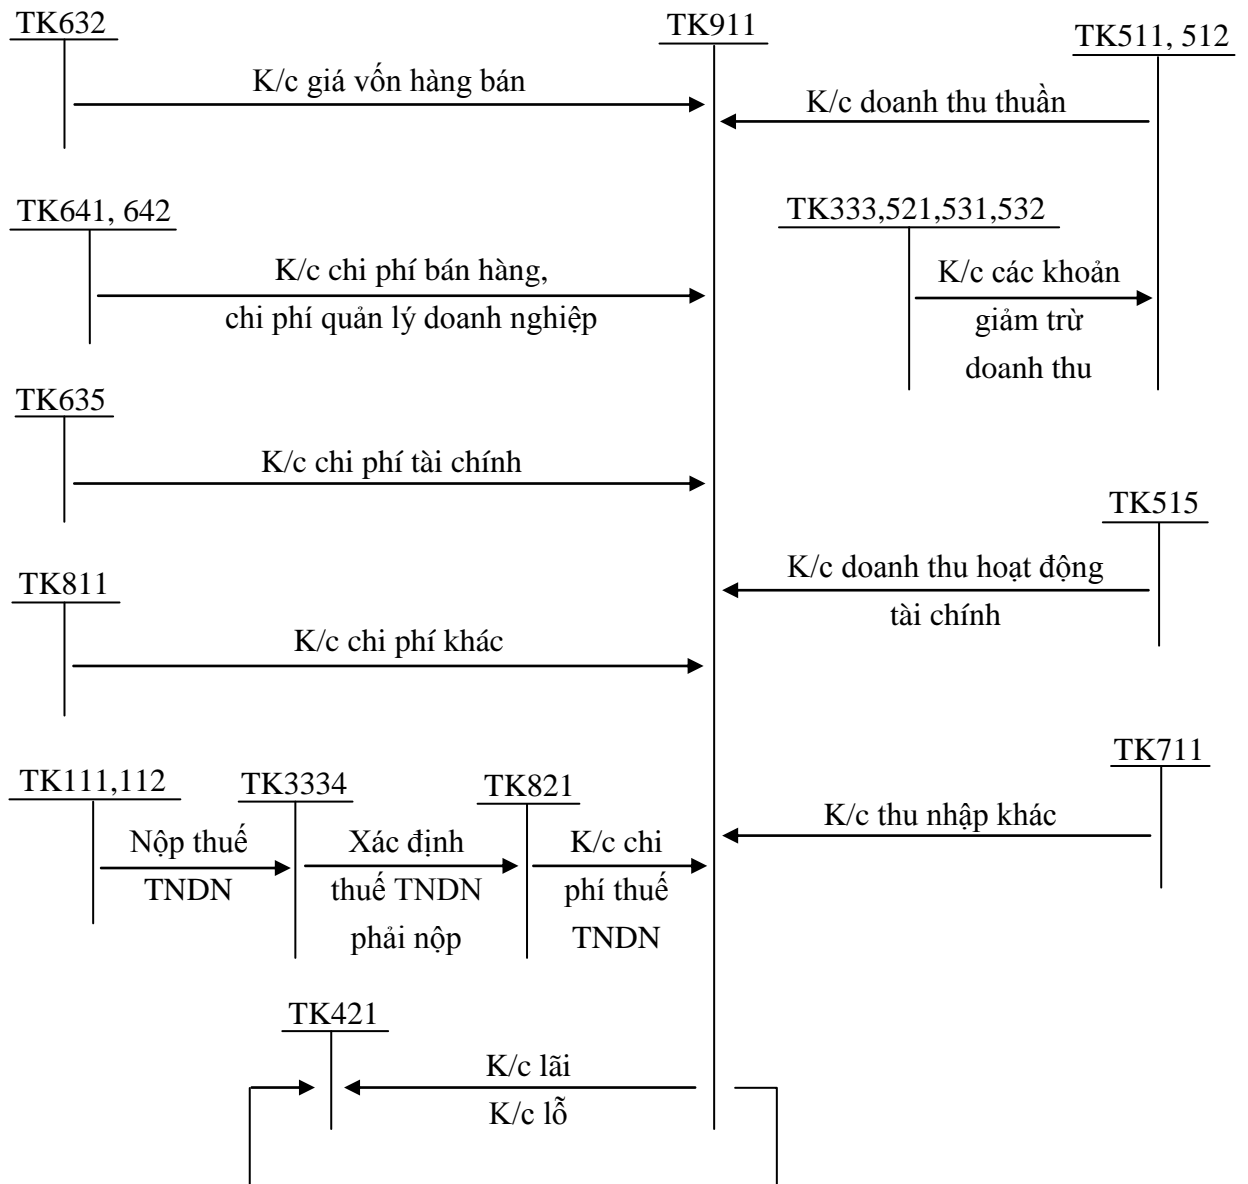 TK632
TK911
TK511, 512
K/c giá vốn hàng bán
K/c doanh thu thuần
TK641, 642
TK333,521,531,532
K/c chi phí bán hàng,
chi phí quản lý doanh nghiệp
K/c các khoản
giảm trừ
doanh thu
TK635
K/c chi phí tài chính
TK515
K/c doanh thu hoạt động
tài chính
TK811
K/c chi phí khác
TK711
K/c thu nhập khác
TK111,112
TK3334
TK821
Nộp thuế
TNDN
Xác định
thuế TNDN
phải nộp
K/c chi
phí thuế
TNDN
TK421
K/c lãi
K/c lỗ